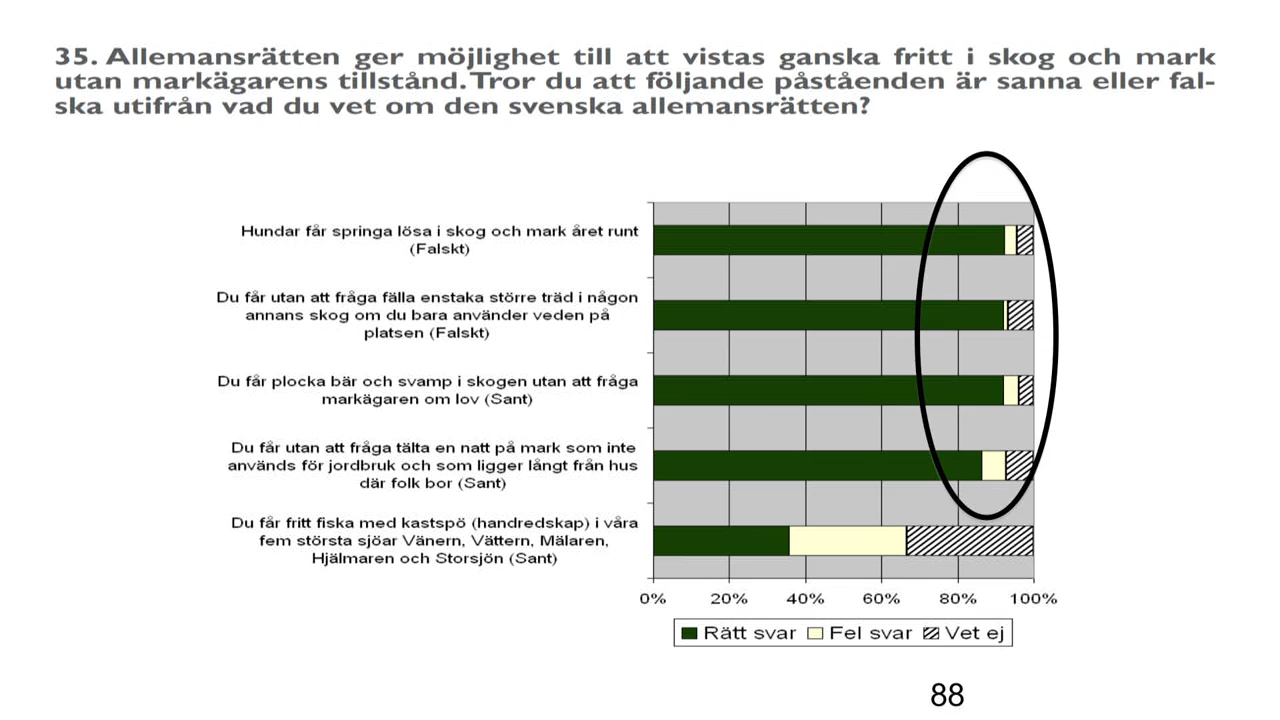 35. Allemansrätten ger möjlighet till att vistas ganska fritt i skog och mark
utan markägarens tillstånd. Tror du att följande påståenden är sanna eller fal-
ska utifrån vad du vet om den svenska allemansrätten?
Hundar får springa lösa i skog och mark året runt
(Falskt)
Du får utan att fråga fälla enstaka större träd i någon
annans skog om du bara använder veden på
platsen (Falskt)
Du får plocka bär och svamp i skogen utan att fråga
markägaren om lov (Sant)
Du får utan att fråga tälta en natt på mark som inte
används för jordbruk och som ligger långt från hus
där folk bor (Sant)
Du får fritt fiska med kastspö (handredskap) i våra
fem största sjöar Vänern, Vättern, Mälaren,
Hjälmaren och Storsjön (Sant)
0% 20% 40% 60% 80% 100%
Rätt svar Fel svar Vet ej
88